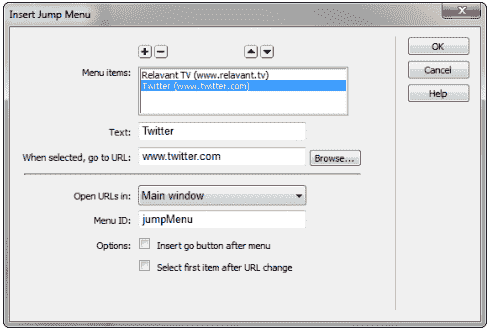 Insert Jump Menu
OK
Cancel
Help
Menu items:
Relavant TV (www.relavant.tv)
Twitter (www.twitter.com)
Text: Twitter
When selected, go to URL: www.twitter.com Browse...
Open URLs in: Main window
Menu ID: jumpMenu
Options: Insert go button after menu
Select first item after URL change